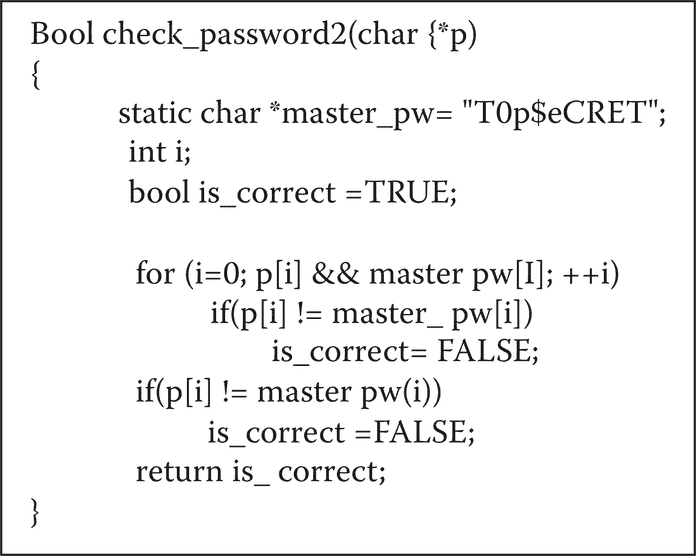 Bool check_password2(char {*p)
{
static char *master_pw= "T0p$eCRET";
int i;
bool is_correct =TRUE;
for (i=0; p[i] && master pw[I]; ++i)
if(p[i] != master_ pw[i])
is_correct= FALSE;
if(p[i] != master pw(i))
is_correct =FALSE;
return is_ correct;
}